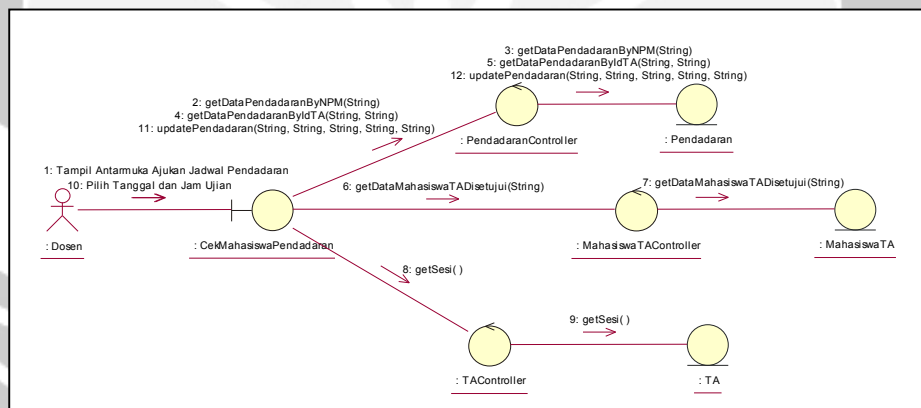 3: getDataPendadaranByNPM(String)
5: getDataPendadaranByIdTA(String, String)
12: updatePendadaran(String, String, String, String, String)
2: getDataPendadaranByNPM(String)
4: getDataPendadaranByIdTA(String, String)
11: updatePendadaran(String, String, String, String, String)
: PendadaranController
: Pendadaran
1: Tampil Antarmuka Ajukan Jadwal Pendadaran
10: Pilih Tanggal dan Jam Ujian
6: getDataMahasiswaTADisetujui(String)
7: getDataMahasiswaTADisetujui(String)
: Dosen
: CekMahasiswaPendadaran
: MahasiswaTAController
: MahasiswaTA
8: getSesi( )
9: getSesi( )
: TAController
: TA